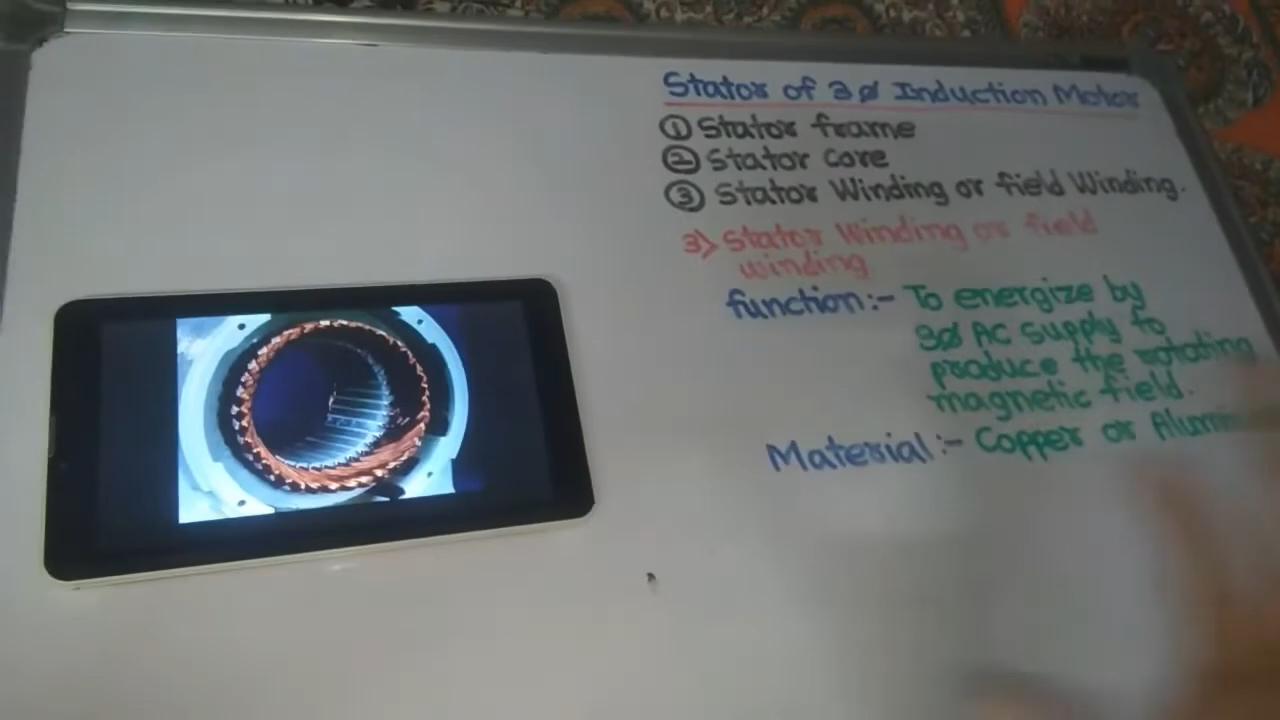 Stator of 3ø Induction Motor
① Stator frame
② Stator core
③ Stator Winding or field Winding.
3) Stator Winding or field
winding
function:- To energize by
3ø AC supply to
produce the rotating
magnetic field.
Material:- Copper or